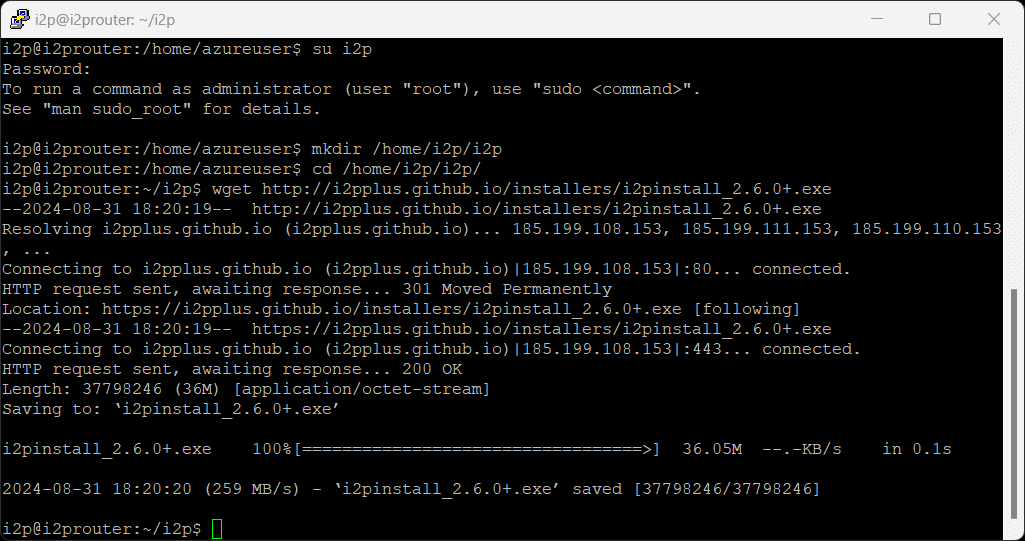 i2p@i2prouter: ~/i2p
i2p@i2prouter:/home/azureuser$ su i2p
Password:
To run a command as administrator (user "root"), use "sudo <command>".
See "man sudo_root" for details.

i2p@i2prouter:/home/azureuser$ mkdir /home/i2p/i2p
i2p@i2prouter:/home/azureuser$ cd /home/i2p/i2p/
i2p@i2prouter:~/i2p$ wget http://i2pplus.github.io/installers/i2pinstall_2.6.0+.exe
--2024-08-31 18:20:19--  http://i2pplus.github.io/installers/i2pinstall_2.6.0+.exe
Resolving i2pplus.github.io (i2pplus.github.io)... 185.199.108.153, 185.199.111.153, 185.199.110.153
, ...
Connecting to i2pplus.github.io (i2pplus.github.io)|185.199.108.153|:80... connected.
HTTP request sent, awaiting response... 301 Moved Permanently
Location: https://i2pplus.github.io/installers/i2pinstall_2.6.0+.exe [following]
--2024-08-31 18:20:19--  https://i2pplus.github.io/installers/i2pinstall_2.6.0+.exe
Connecting to i2pplus.github.io (i2pplus.github.io)|185.199.108.153|:443... connected.
HTTP request sent, awaiting response... 200 OK
Length: 37798246 (36M) [application/octet-stream]
Saving to: ‘i2pinstall_2.6.0+.exe’

i2pinstall_2.6.0+.exe    100%[==================================>]  36.05M  --.-KB/s    in 0.1s

2024-08-31 18:20:20 (259 MB/s) - ‘i2pinstall_2.6.0+.exe’ saved [37798246/37798246]

i2p@i2prouter:~/i2p$